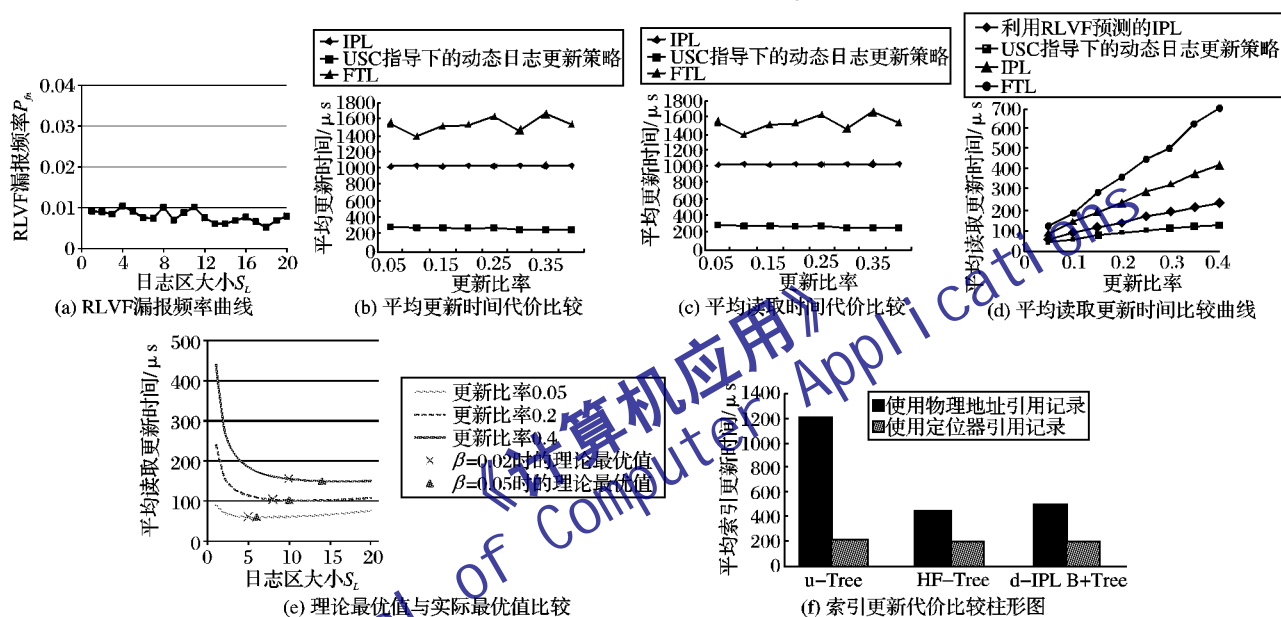 0.04
0.03
0.02
0.01
0
RLVF漏报频率P_fn
0 4 8 12 16 20
日志区大小S_L
(a) RLVF漏报频率曲线
IPL
USC指导下的动态日志更新策略
FTL
1800
1600
1400
1200
1000
800
600
400
200
0
平均更新时间/μs
0.05 0.15 0.25 0.35
更新比率
(b) 平均更新时间代价比较
IPL
USC指导下的动态日志更新策略
FTL
1800
1600
1400
1200
1000
800
600
400
200
0
平均更新时间/μs
0.05 0.15 0.25 0.35
更新比率
(c) 平均读取时间代价比较
利用RLVF预测的IPL
USC指导下的动态日志更新策略
IPL
FTL
700
600
500
400
300
200
100
0
平均读取更新时间/μs
0.1 0.2 0.3 0.4
更新比率
(d) 平均读取更新时间比较曲线
500
400
300
200
100
0
平均读取更新时间/μs
0 5 10 15 20
日志区大小S_L
更新比率0.05
更新比率0.2
更新比率0.4
β=0.02时的理论最优值
β=0.05时的理论最优值
(e) 理论最优值与实际最优值比较
1400
1200
1000
800
600
400
200
0
平均索引更新时间/μs
使用物理地址引用记录
使用定位器引用记录
u-Tree HF-Tree d-IPL B+Tree
(f) 索引更新代价比较柱形图
《计算机应用》
of Computer Applications